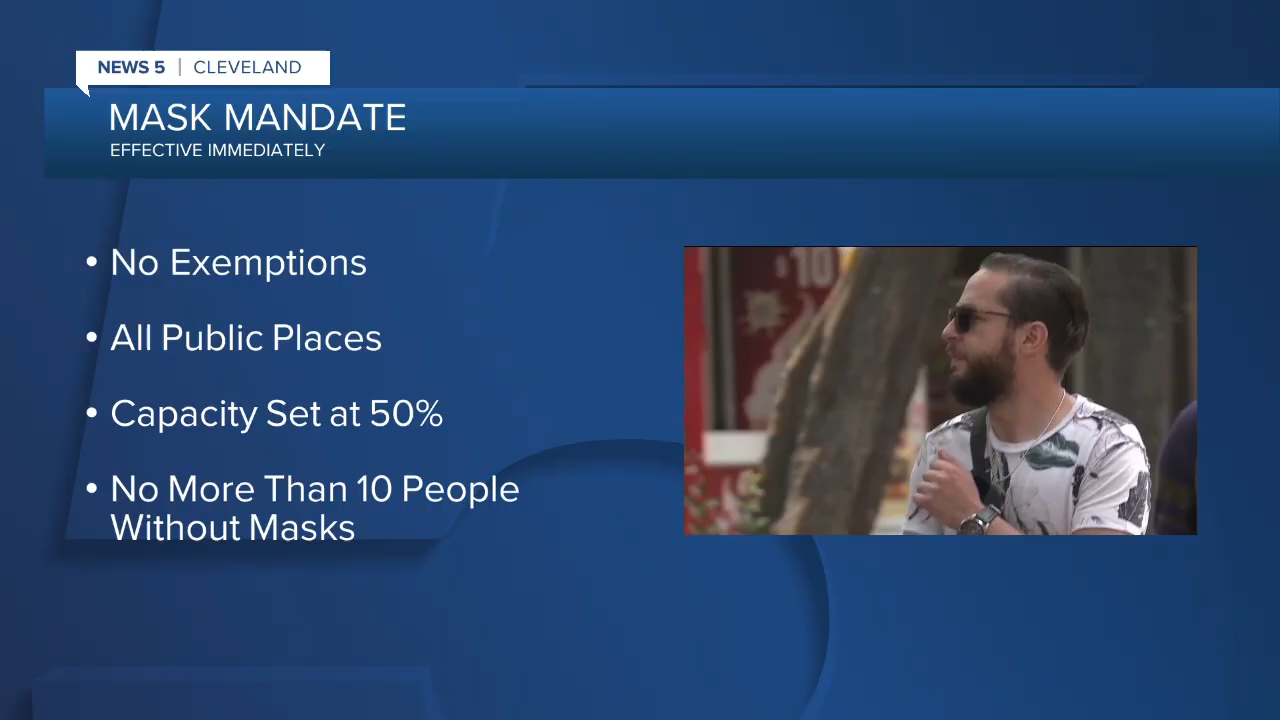 NEWS 5 | CLEVELAND
MASK MANDATE
EFFECTIVE IMMEDIATELY
• No Exemptions
• All Public Places
• Capacity Set at 50%
• No More Than 10 People
Without Masks
10